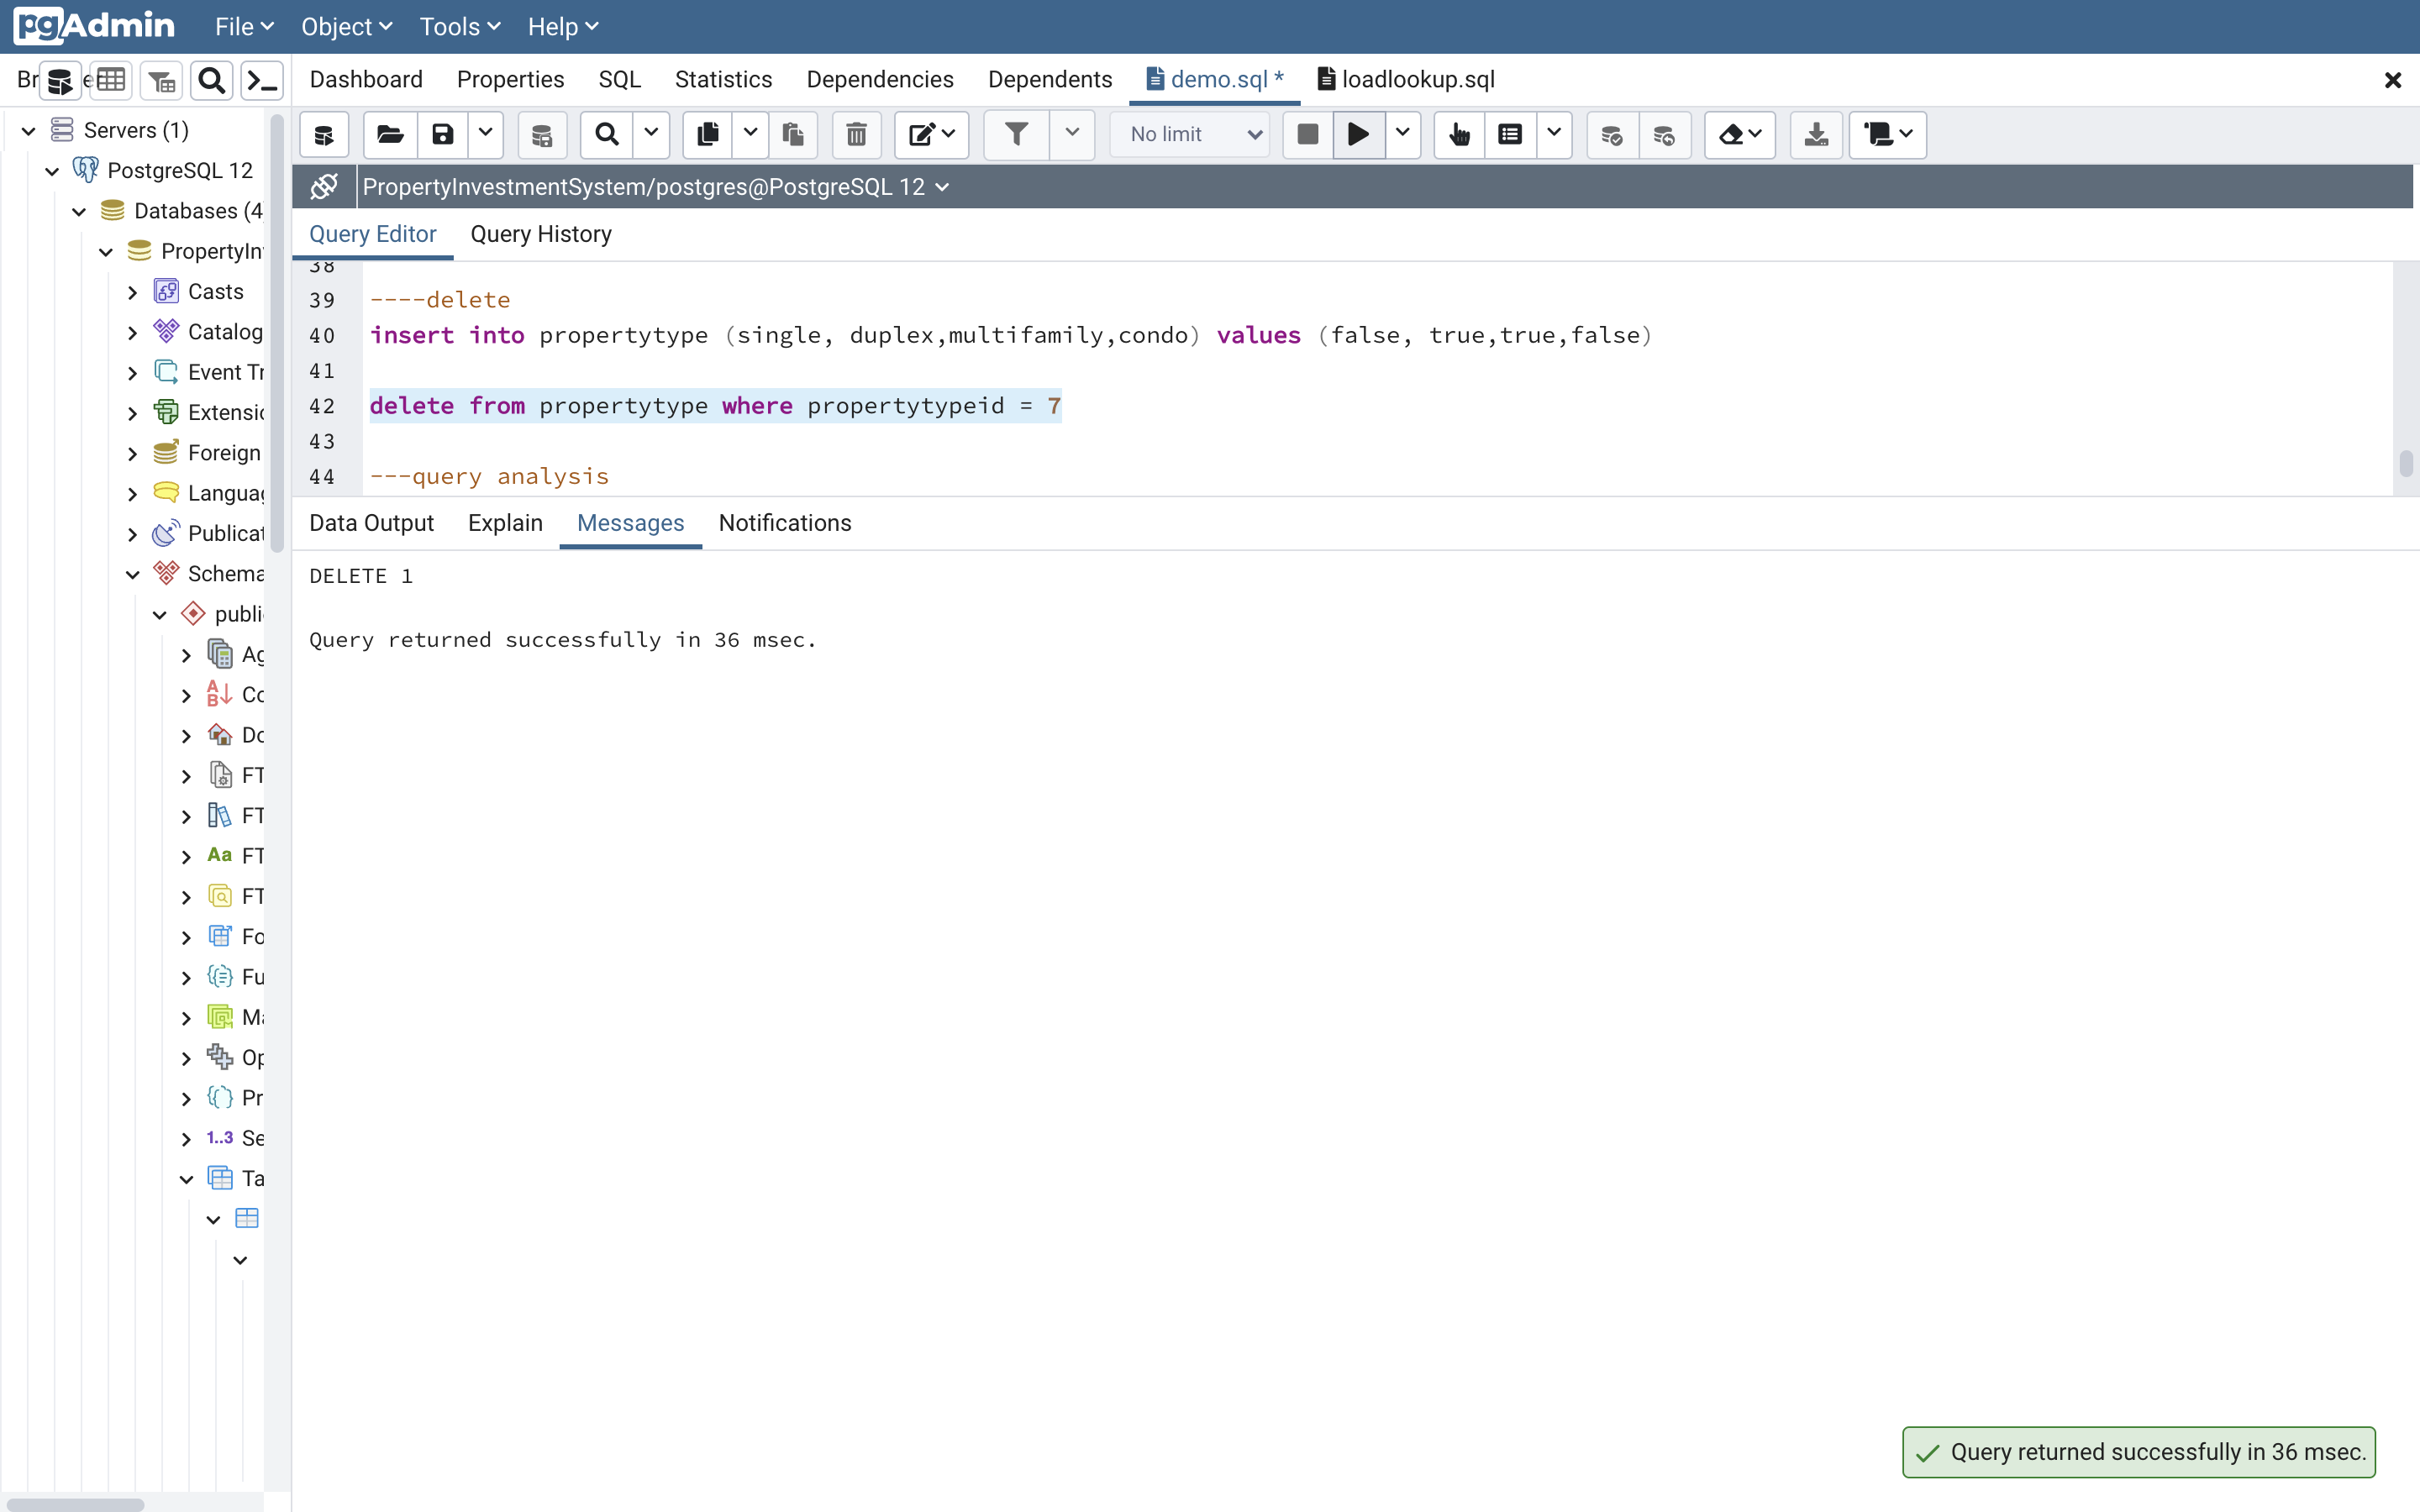 pgAdmin File Object Tools Help
Dashboard Properties SQL Statistics Dependencies Dependents demo.sql * loadlookup.sql
Servers (1)
No limit
PostgreSQL 12
PropertyInvestmentSystem/postgres@PostgreSQL 12
Databases (4
Query Editor Query History
PropertyIn
38
Casts
39 ----delete
Catalog
40 insert into propertytype (single, duplex,multifamily,condo) values (false, true,true,false)
Event Tr
41
Extensio
42 delete from propertytype where propertytypeid = 7
Foreign
43
44 ---query analysis
Languag
Data Output Explain Messages Notifications
Publicat
Schema
DELETE 1
publi
Query returned successfully in 36 msec.
Ag
Co
Do
FT
FT
Aa FT
FT
Fo
Fu
Ma
Op
Pr
1..3 Se
Ta
Query returned successfully in 36 msec.